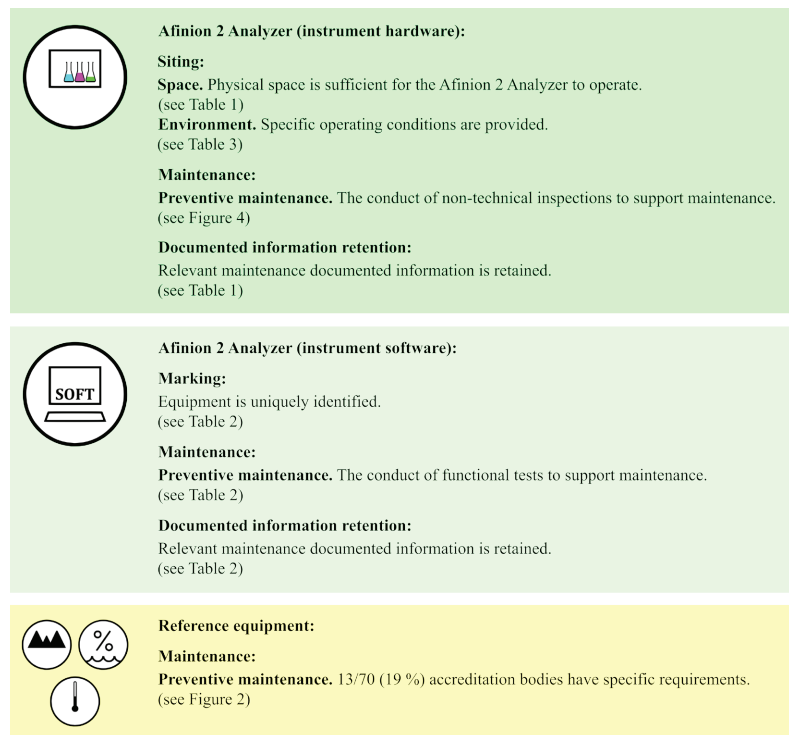 Afinion 2 Analyzer (instrument hardware):
Siting:
Space. Physical space is sufficient for the Afinion 2 Analyzer to operate.
(see Table 1)
Environment. Specific operating conditions are provided.
(see Table 3)
Maintenance:
Preventive maintenance. The conduct of non-technical inspections to support maintenance.
(see Figure 4)
Documented information retention:
Relevant maintenance documented information is retained.
(see Table 1)
Afinion 2 Analyzer (instrument software):
SOFT
Marking:
Equipment is uniquely identified.
(see Table 2)
Maintenance:
Preventive maintenance. The conduct of functional tests to support maintenance.
(see Table 2)
Documented information retention:
Relevant maintenance documented information is retained.
(see Table 2)
%
Reference equipment:
Maintenance:
Preventive maintenance. 13/70 (19 %) accreditation bodies have specific requirements.
(see Figure 2)